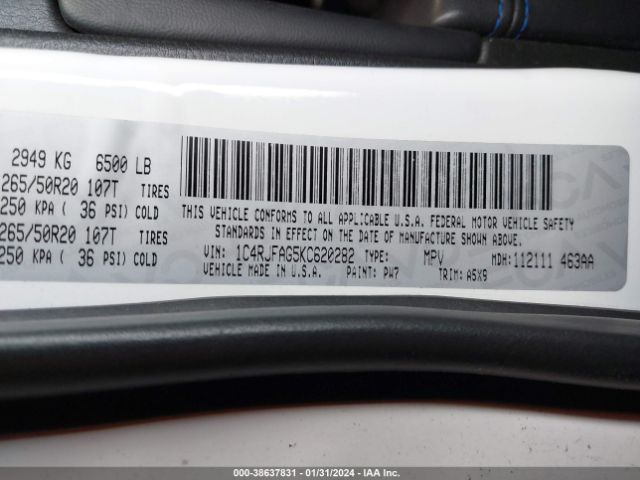 2949 KG 6500 LB
265/50R20 107T TIRES
250 KPA ( 36 PSI) COLD
265/50R20 107T TIRES
250 KPA ( 36 PSI) COLD
THIS VEHICLE CONFORMS TO ALL APPLICABLE U.S.A. FEDERAL MOTOR VEHICLE SAFETY
STANDARDS IN EFFECT ON THE DATE OF MANUFACTURE SHOWN ABOVE.
VIN: 1C4RJFAG5KC620282 TYPE: MPV MDH: 112111 463AA
VEHICLE MADE IN U.S.A. PAINT: PW7 TRIM: A5X9
000-38637831 - 01/31/2024 - IAAI.COM